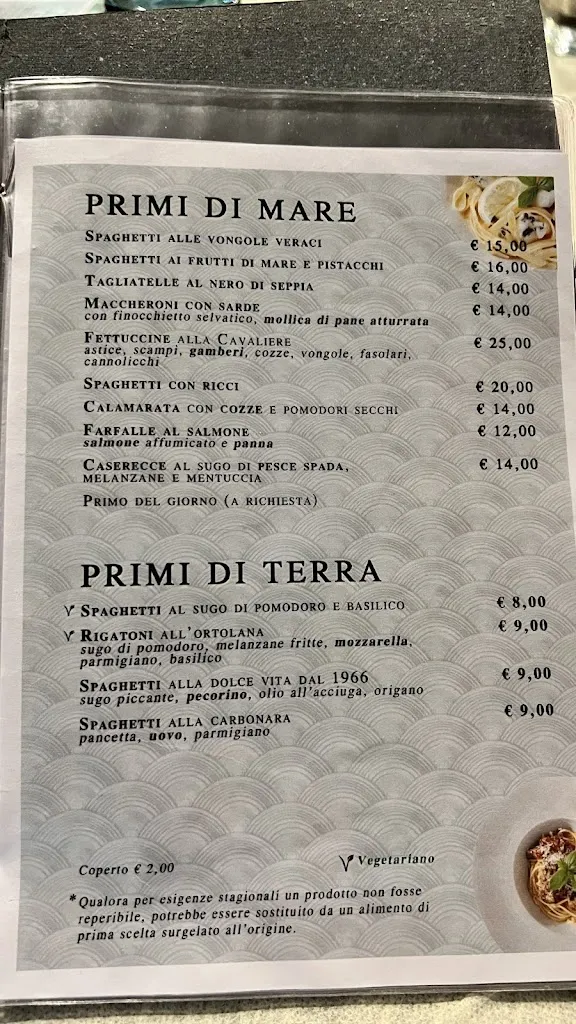 PRIMI DI MARE
SPAGHETTI ALLE VONGOLE VERACI € 15,00
SPAGHETTI AI FRUTTI DI MARE E PISTACCHI € 16,00
TAGLIATELLE AL NERO DI SEPPIA € 14,00
MACCHERONI CON SARDE € 14,00
con finocchietto selvatico, mollica di pane atturrata
FETTUCCINE ALLA CAVALIERE € 25,00
astice, scampi, gamberi, cozze, vongole, fasolari,
cannolicchi
SPAGHETTI CON RICCI € 20,00
CALAMARATA CON COZZE E POMODORI SECCHI € 14,00
FARFALLE AL SALMONE € 12,00
salmone affumicato e panna
CASERECCE AL SUGO DI PESCE SPADA, € 14,00
MELANZANE E MENTUCCIA
PRIMO DEL GIORNO (A RICHIESTA)
PRIMI DI TERRA
SPAGHETTI AL SUGO DI POMODORO E BASILICO € 8,00
RIGATONI ALL'ORTOLANA € 9,00
sugo di pomodoro, melanzane fritte, mozzarella,
parmigiano, basilico
SPAGHETTI ALLA DOLCE VITA DAL 1966 € 9,00
sugo piccante, pecorino, olio all'acciuga, origano
SPAGHETTI ALLA CARBONARA € 9,00
pancetta, uovo, parmigiano
Coperto € 2,00 Vegetariano
*Qualora per esigenze stagionali un prodotto non fosse
reperibile, potrebbe essere sostituito da un alimento di
prima scelta surgelato all'origine.